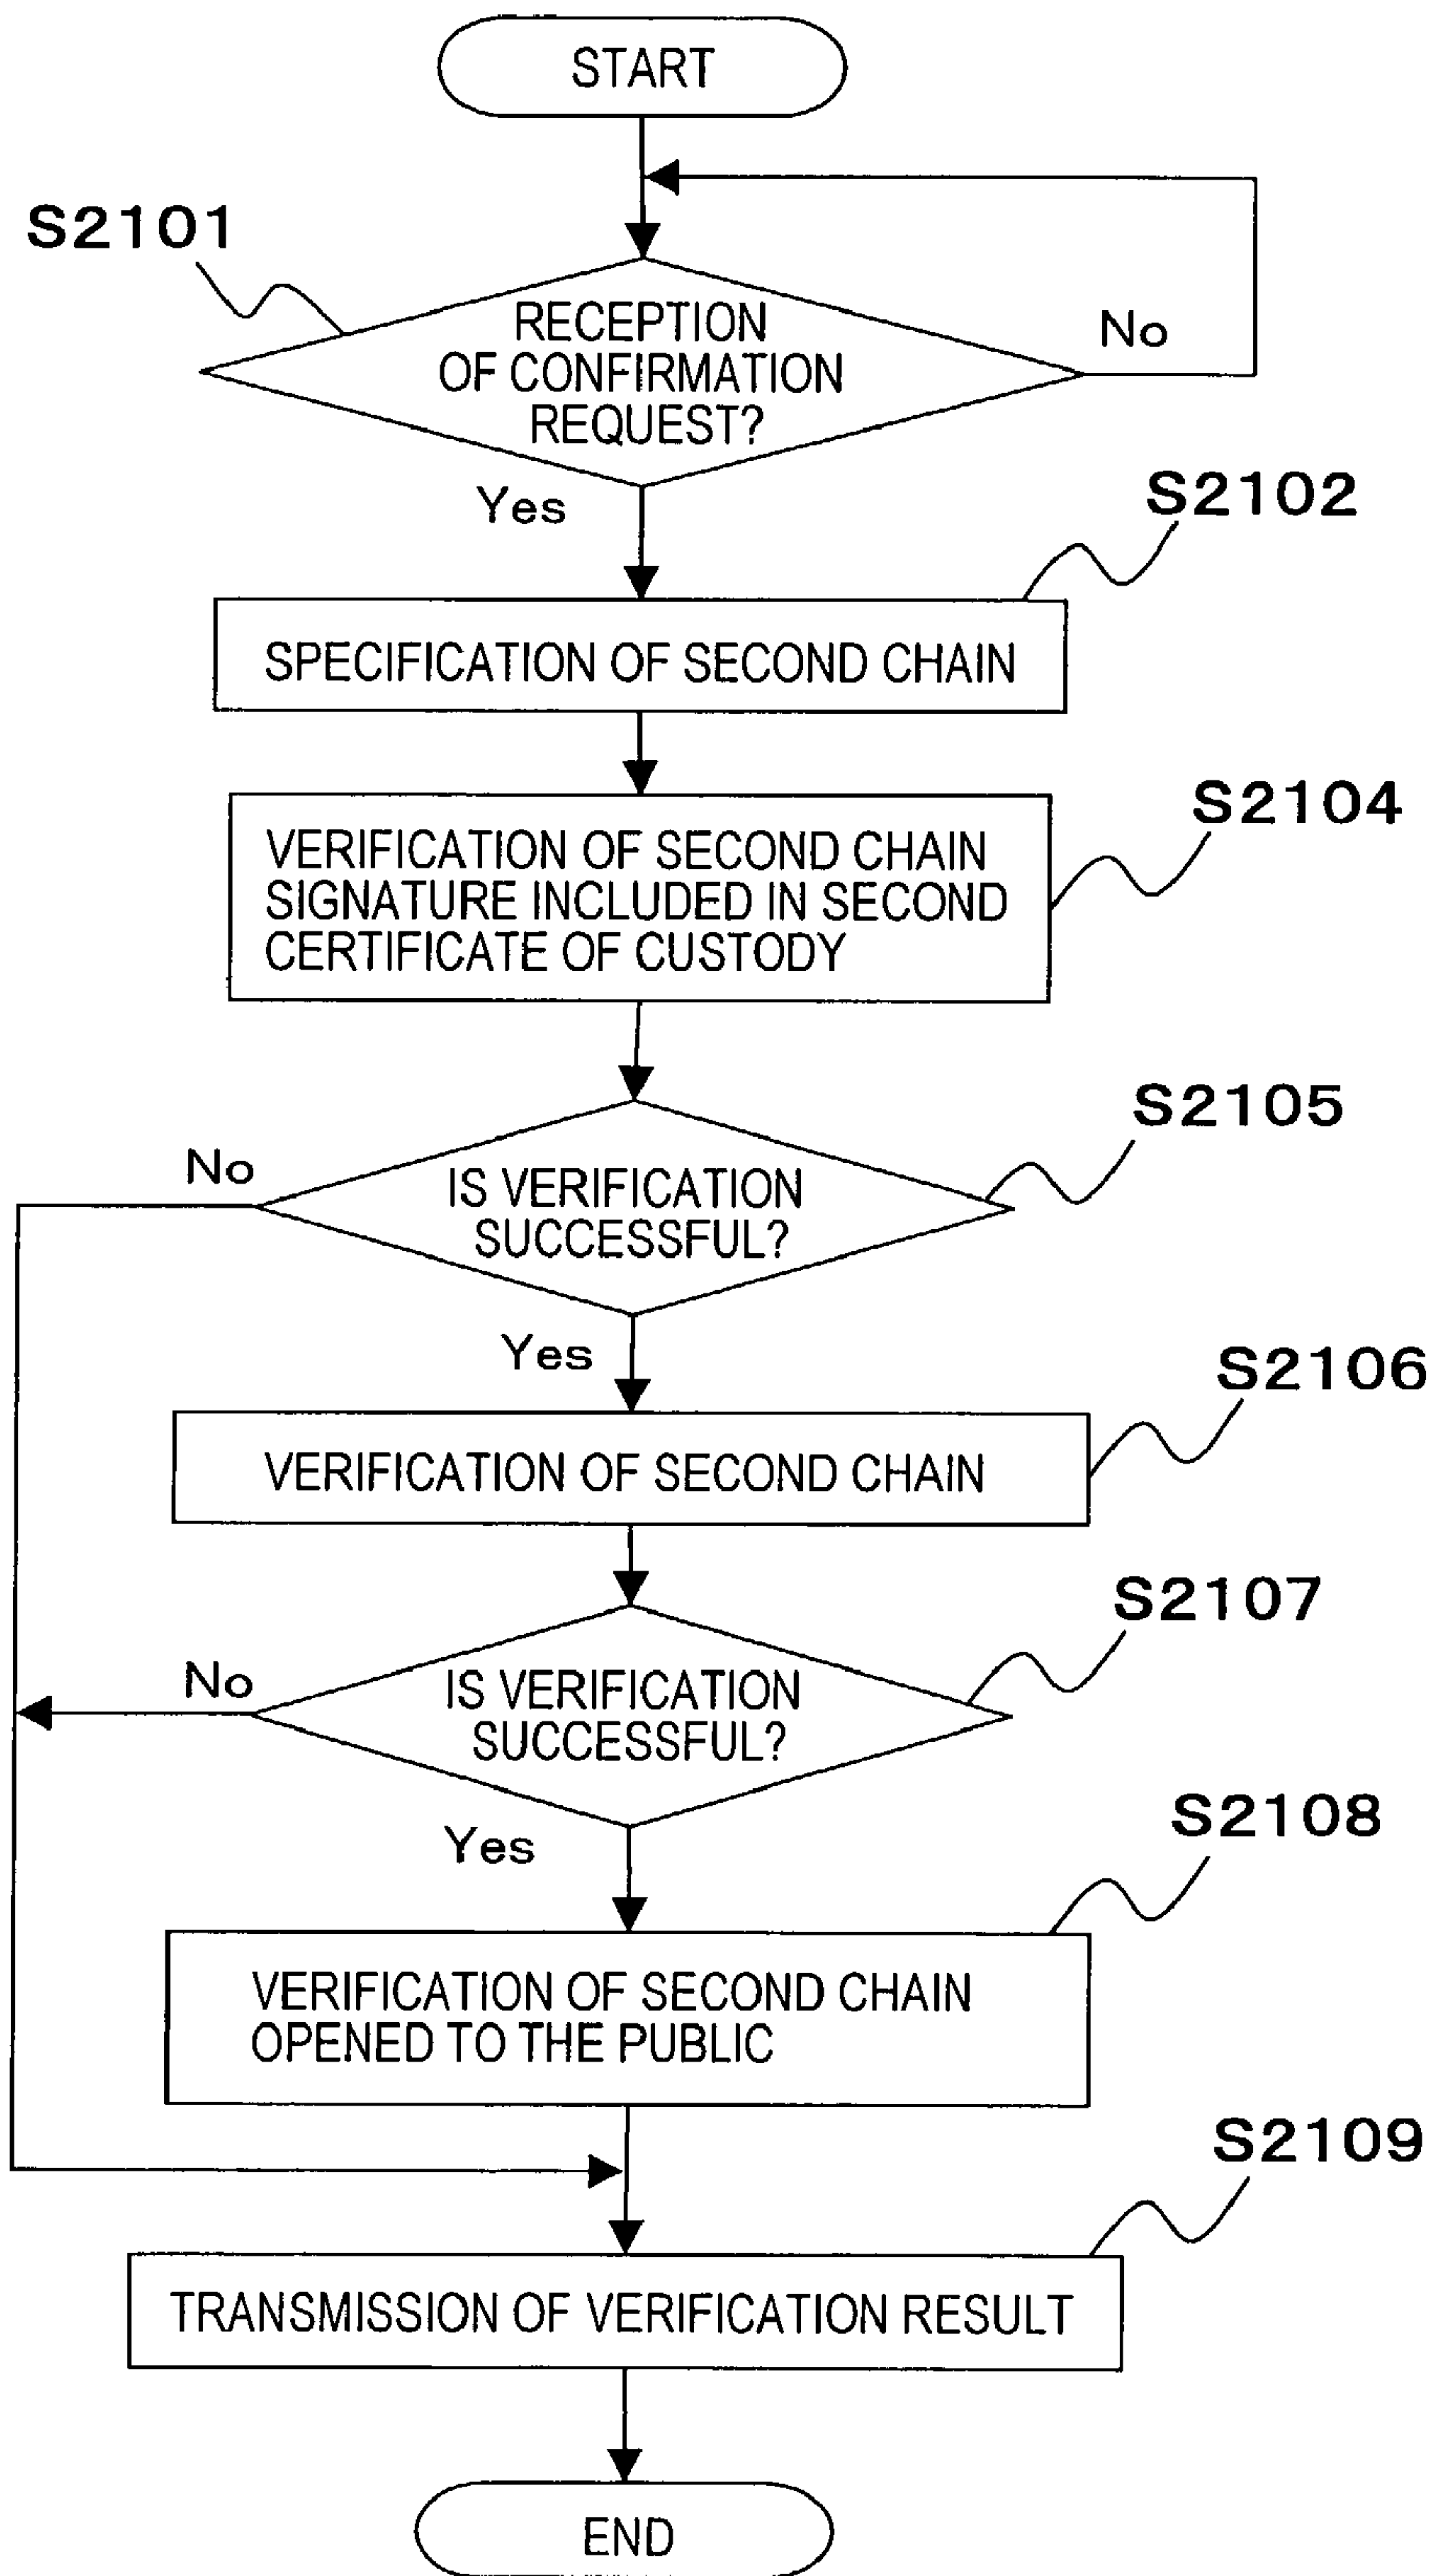 START
S2101
RECEPTION
OF CONFIRMATION
REQUEST?
No
Yes
S2102
SPECIFICATION OF SECOND CHAIN
S2104
VERIFICATION OF SECOND CHAIN
SIGNATURE INCLUDED IN SECOND
CERTIFICATE OF CUSTODY
S2105
No
IS VERIFICATION
SUCCESSFUL?
Yes
S2106
VERIFICATION OF SECOND CHAIN
S2107
No
IS VERIFICATION
SUCCESSFUL?
Yes
S2108
VERIFICATION OF SECOND CHAIN
OPENED TO THE PUBLIC
S2109
TRANSMISSION OF VERIFICATION RESULT
END